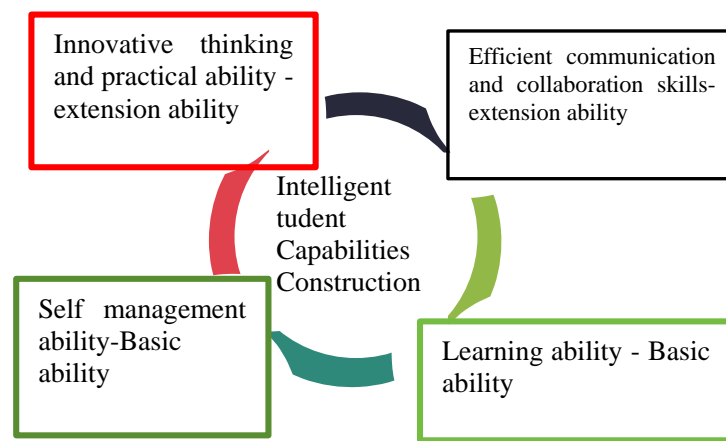 Innovative thinking
and practical ability -
extension ability
Efficient communication
and collaboration skills-
extension ability
Intelligent
tudent
Capabilities
Construction
Self management
ability-Basic
ability
Learning ability - Basic
ability